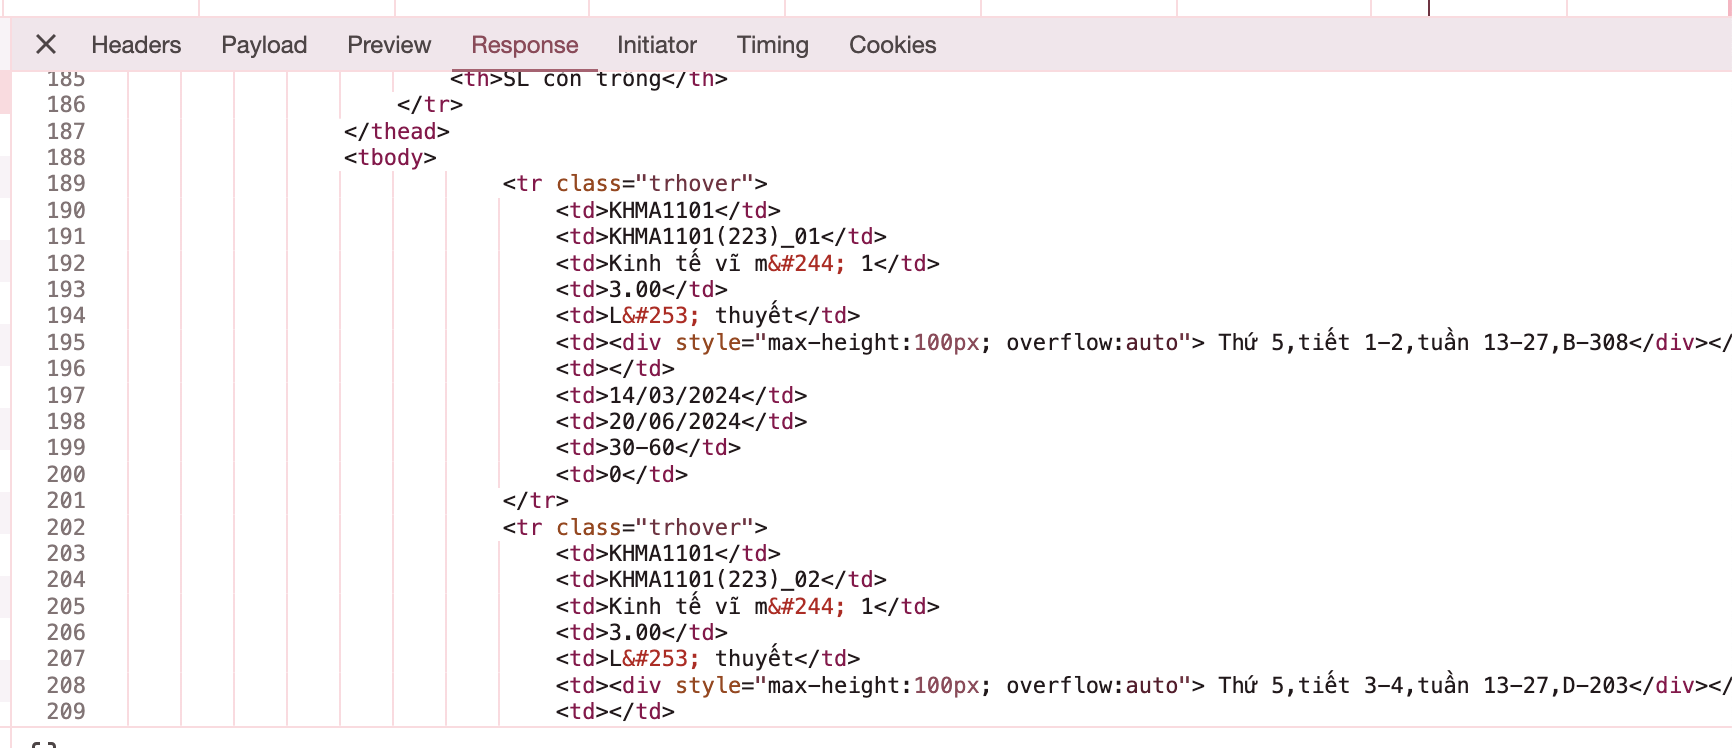 Headers Payload Preview Response Initiator Timing Cookies
185 <th>SL còn trống</th>
186 </tr>
187 </thead>
188 <tbody>
189 <tr class="trhover">
190 <td>KHMA1101</td>
191 <td>KHMA1101(223)_01</td>
192 <td>Kinh tế vĩ m&#244; 1</td>
193 <td>3.00</td>
194 <td>L&#253; thuyết</td>
195 <td><div style="max-height:100px; overflow:auto"> Thứ 5,tiết 1-2,tuần 13-27,B-308</div></
196 <td></td>
197 <td>14/03/2024</td>
198 <td>20/06/2024</td>
199 <td>30-60</td>
200 <td>0</td>
201 </tr>
202 <tr class="trhover">
203 <td>KHMA1101</td>
204 <td>KHMA1101(223)_02</td>
205 <td>Kinh tế vĩ m&#244; 1</td>
206 <td>3.00</td>
207 <td>L&#253; thuyết</td>
208 <td><div style="max-height:100px; overflow:auto"> Thứ 5,tiết 3-4,tuần 13-27,D-203</div></
209 <td></td>